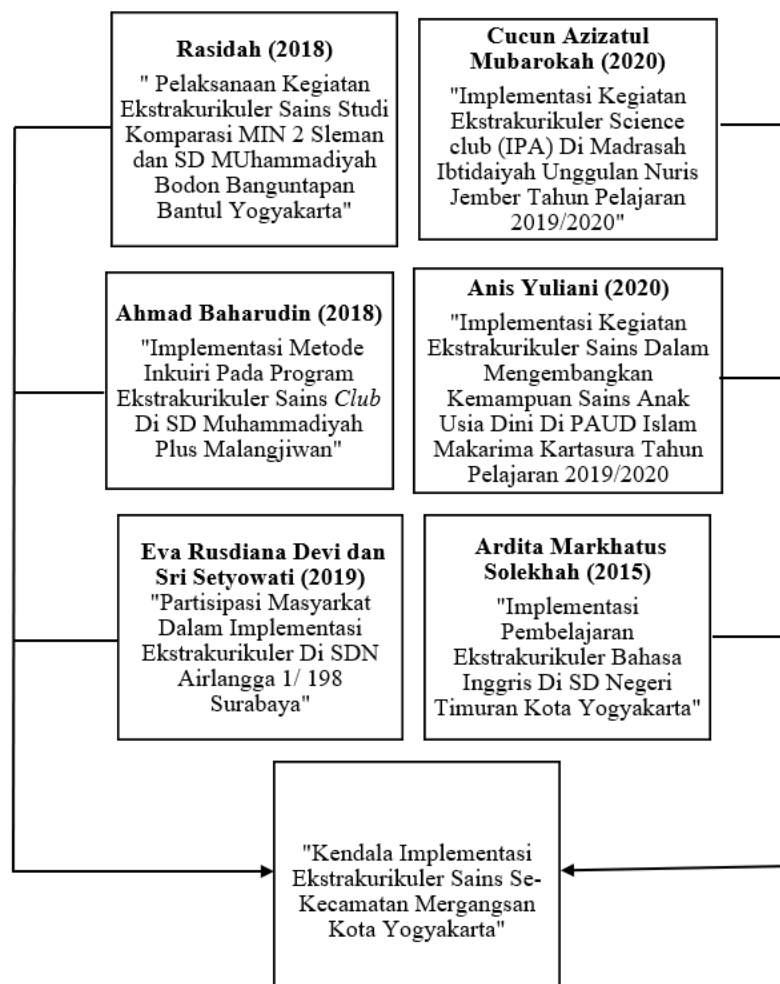 Rasidah (2018)
" Pelaksanaan Kegiatan
Ekstrakurikuler Sains Studi
Komparasi MIN 2 Sleman
dan SD MUhammadiyah
Bodon Banguntapan
Bantul Yogyakarta"
Cucun Azizatul
Mubarokah (2020)
"Implementasi Kegiatan
Ekstrakurikuler Science
club (IPA) Di Madrasah
Ibtidaiyah Unggulan Nuris
Jember Tahun Pelajaran
2019/2020"
Ahmad Baharudin (2018)
"Implementasi Metode
Inkuiri Pada Program
Ekstrakurikuler Sains Club
Di SD Muhammadiyah
Plus Malangjiwan"
Anis Yuliani (2020)
"Implementasi Kegiatan
Ekstrakurikuler Sains Dalam
Mengembangkan
Kemampuan Sains Anak
Usia Dini Di PAUD Islam
Makarima Kartasura Tahun
Pelajaran 2019/2020
Eva Rusdiana Devi dan
Sri Setyowati (2019)
"Partisipasi Masyarkat
Dalam Implementasi
Ekstrakurikuler Di SDN
Airlangga 1/ 198
Surabaya"
Ardita Markhatus
Solekhah (2015)
"Implementasi
Pembelajaran
Ekstrakurikuler Bahasa
Inggris Di SD Negeri
Timuran Kota Yogyakarta"
"Kendala Implementasi
Ekstrakurikuler Sains Se-
Kecamatan Mergangsan
Kota Yogyakarta"